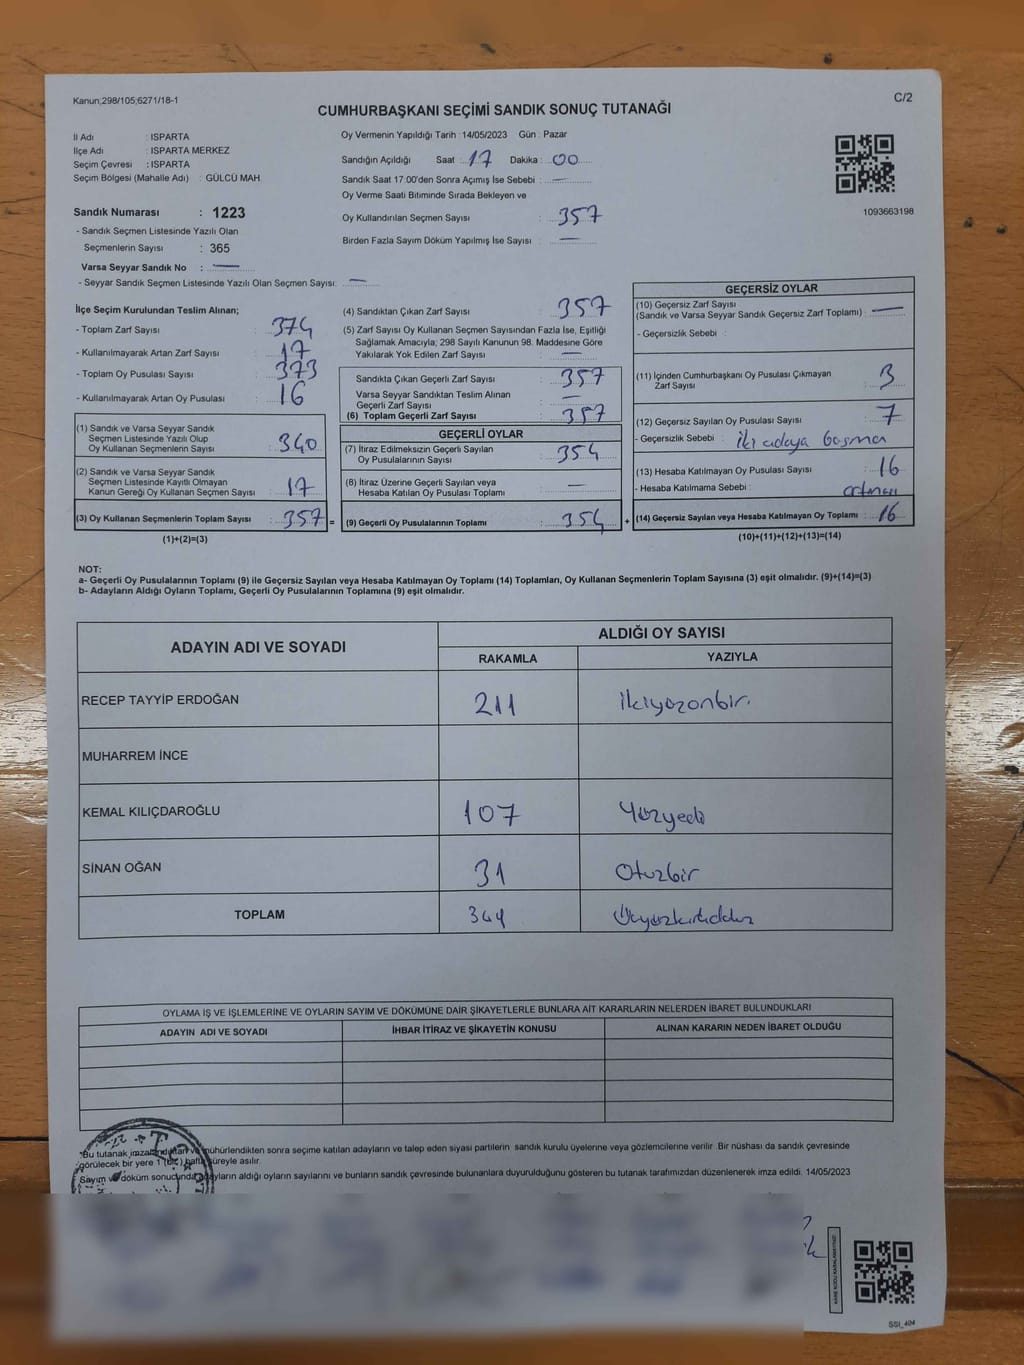 Kanun;298/105;6271/18-1
C/2
CUMHURBAŞKANI SEÇİMİ SANDIK SONUÇ TUTANAĞI
İl Adı : ISPARTA
İlçe Adı : ISPARTA MERKEZ
Seçim Çevresi : ISPARTA
Seçim Bölgesi (Mahalle Adı) : GÜLCÜ MAH.
Sandık Numarası : 1223
- Sandık Seçmen Listesinde Yazılı Olan
Seçmenlerin Sayısı : 365
Varsa Seyyar Sandık No : —
- Seyyar Sandık Seçmen Listesinde Yazılı Olan Seçmen Sayısı: —
Oy Vermenin Yapıldığı Tarih : 14/05/2023 Gün : Pazar
Sandığın Açıldığı Saat : 17 Dakika : 00
Sandık Saat 17:00'den Sonra Açımış İse Sebebi : —
Oy Verme Saati Bitiminde Sırada Bekleyen ve
Oy Kullandırılan Seçmen Sayısı : 357
Birden Fazla Sayım Döküm Yapılmış İse Sayısı : —
1093663198
İlçe Seçim Kurulundan Teslim Alınan;
- Toplam Zarf Sayısı : 374
- Kullanılmayarak Artan Zarf Sayısı : 17
- Toplam Oy Pusulası Sayısı : 373
- Kullanılmayarak Artan Oy Pusulası : 16
(1) Sandık ve Varsa Seyyar Sandık
Seçmen Listesinde Yazılı Olup
Oy Kullanan Seçmenlerin Sayısı : 340
(2) Sandık ve Varsa Seyyar Sandık
Seçmen Listesinde Kayıtlı Olmayan
Kanun Gereği Oy Kullanan Seçmen Sayısı : 17
(3) Oy Kullanan Seçmenlerin Toplam Sayısı : 357 =
(1)+(2)=(3)
(4) Sandıktan Çıkan Zarf Sayısı : 357
(5) Zarf Sayısı Oy Kullanan Seçmen Sayısından Fazla İse, Eşitliği
Sağlamak Amacıyla; 298 Sayılı Kanunun 98. Maddesine Göre
Yakılarak Yok Edilen Zarf Sayısı : —
Sandıkta Çıkan Geçerli Zarf Sayısı : 357
Varsa Seyyar Sandıktan Teslim Alınan
Geçerli Zarf Sayısı : —
(6) Toplam Geçerli Zarf Sayısı : 357
GEÇERLİ OYLAR
(7) İtiraz Edilmeksizin Geçerli Sayılan
Oy Pusulalarının Sayısı : 354
(8) İtiraz Üzerine Geçerli Sayılan veya
Hesaba Katılan Oy Pusulası Toplamı : —
(9) Geçerli Oy Pusulalarının Toplamı : 354 +
GEÇERSİZ OYLAR
(10) Geçersiz Zarf Sayısı
(Sandık ve Varsa Seyyar Sandık Geçersiz Zarf Toplamı) : —
- Geçersizlik Sebebi :
(11) İçinden Cumhurbaşkanı Oy Pusulası Çıkmayan
Zarf Sayısı : 3
(12) Geçersiz Sayılan Oy Pusulası Sayısı : 7
- Geçersizlik Sebebi : iki adaya basma
(13) Hesaba Katılmayan Oy Pusulası Sayısı : 16
- Hesaba Katılmama Sebebi :
(14) Geçersiz Sayılan veya Hesaba Katılmayan Oy Toplamı : 16
(10)+(11)+(12)+(13)=(14)
NOT:
a- Geçerli Oy Pusulalarının Toplamı (9) ile Geçersiz Sayılan veya Hesaba Katılmayan Oy Toplamı (14) Toplamları, Oy Kullanan Seçmenlerin Toplam Sayısına (3) eşit olmalıdır. (9)+(14)=(3)
b- Adayların Aldığı Oyların Toplamı, Geçerli Oy Pusulalarının Toplamına (9) eşit olmalıdır.
ADAYIN ADI VE SOYADI
ALDIĞI OY SAYISI
RAKAMLA YAZIYLA
RECEP TAYYİP ERDOĞAN 211 ikiyüzonbir.
MUHARREM İNCE
KEMAL KILIÇDAROĞLU 107 Yüzyedi
SİNAN OĞAN 31 Otuzbir
TOPLAM 349 Üçyüzkırkdokuz
OYLAMA İŞ VE İŞLEMLERİNE VE OYLARIN SAYIM VE DÖKÜMÜNE DAİR ŞİKAYETLERLE BUNLARA AİT KARARLARIN NELERDEN İBARET BULUNDUKLARI
ADAYIN ADI VE SOYADI İHBAR İTİRAZ VE ŞİKAYETİN KONUSU ALINAN KARARIN NEDEN İBARET OLDUĞU
*Bu tutanak imzalandıktan ve mühürlendikten sonra seçime katılan adayların ve talep eden siyasi partilerin sandık kurulu üyelerine veya gözlemcilerine verilir. Bir nüshası da sandık çevresinde
görülecek bir yere 1 (bir) hafta süreyle asılır.
Sayım ve döküm sonucunda adayların aldığı oyların sayılarını ve bunların sandık çevresinde bulunanlara duyurulduğunu gösteren bu tutanak tarafımızdan düzenlenerek imza edildi. 14/05/2023
SSI_404